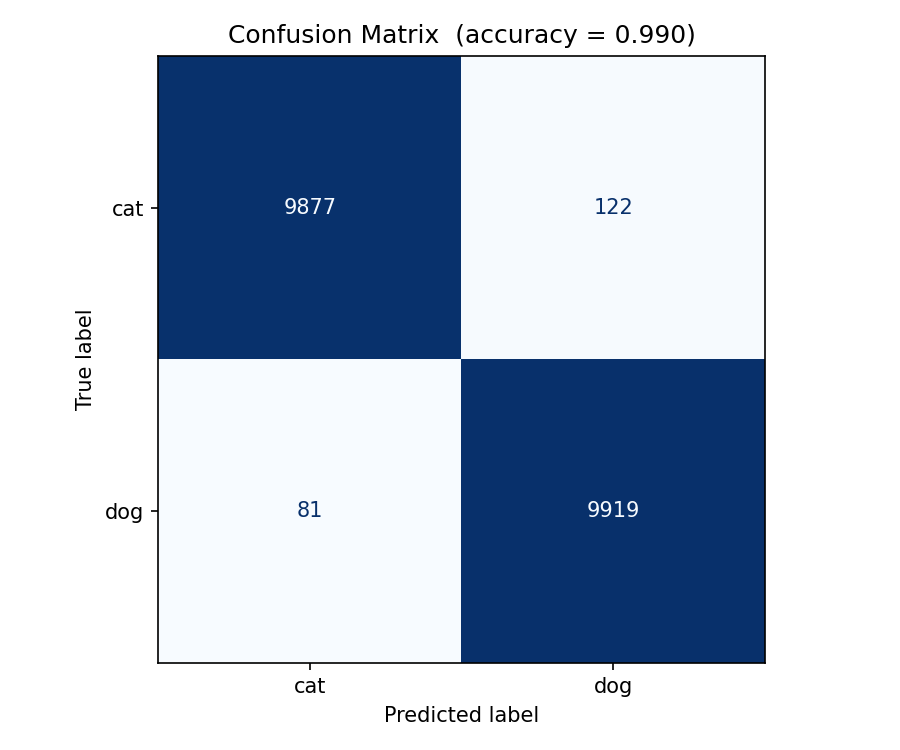 Confusion Matrix  (accuracy = 0.990)
True label
cat
9877
122
dog
81
9919
cat
dog
Predicted label